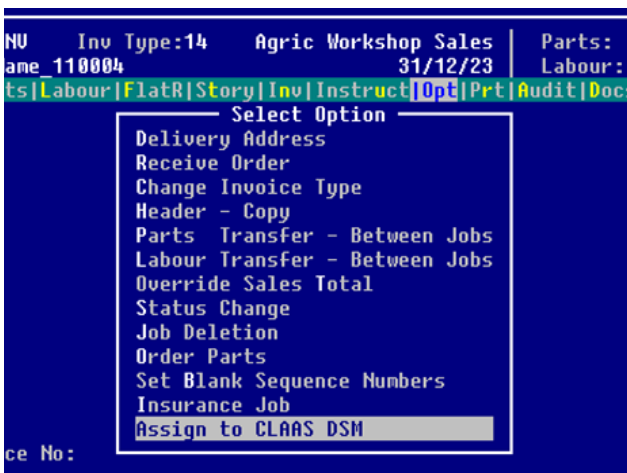 NV Inv Type:14 Agric Workshop Sales Parts:
ame_110004 31/12/23 Labour:
ts|Labour|FlatR|Story|Inv|Instruct|Opt|Prt|Audit|Docs
Select Option
Delivery Address
Receive Order
Change Invoice Type
Header - Copy
Parts Transfer - Between Jobs
Labour Transfer - Between Jobs
Override Sales Total
Status Change
Job Deletion
Order Parts
Set Blank Sequence Numbers
Insurance Job
Assign to CLAAS DSM
ce No: